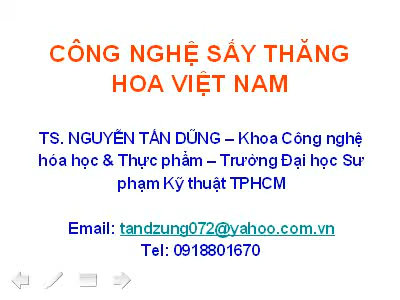 CÔNG NGHỆ SẤY THĂNG
HOA VIỆT NAM
TS. NGUYỄN TẤN DŨNG – Khoa Công nghệ
hóa học & Thực phẩm – Trường Đại học Sư
phạm Kỹ thuật TPHCM
Email: tandzung072@yahoo.com.vn
Tel: 0918801670